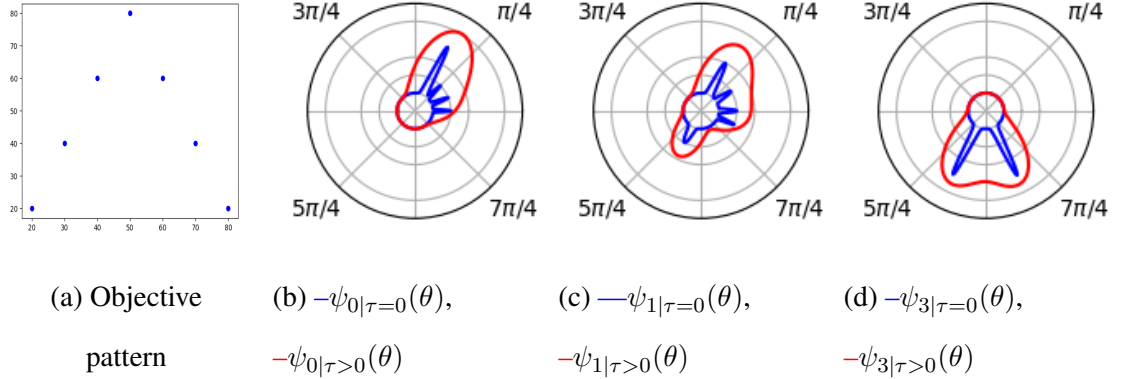 80
70
60
50
40
30
20
20 30 40 50 60 70 80
3π/4 π/4
5π/4 7π/4
3π/4 π/4
5π/4 7π/4
3π/4 π/4
5π/4 7π/4
(a) Objective
pattern
(b) –ψ₀|τ=0(θ),
–ψ₀|τ>0(θ)
(c) —ψ₁|τ=0(θ),
–ψ₁|τ>0(θ)
(d) –ψ₃|τ=0(θ),
–ψ₃|τ>0(θ)